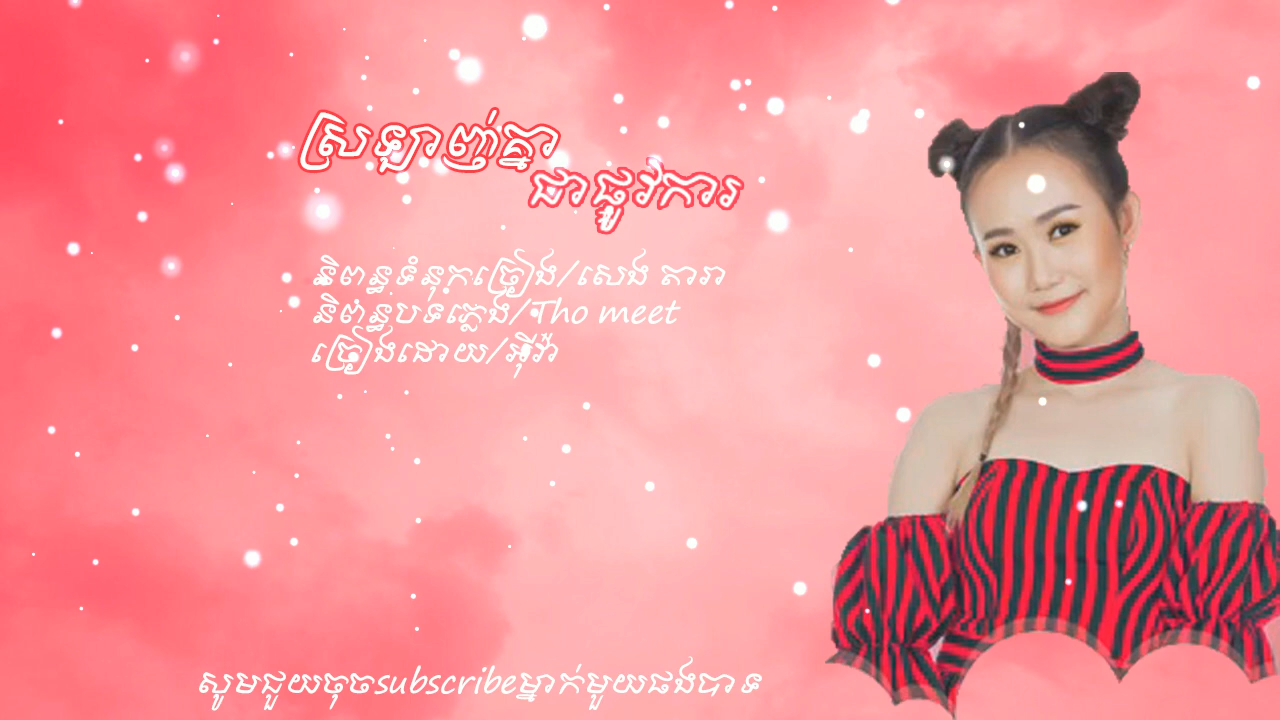 ស្រឡាញ់គ្នា
ជាផ្លូវការ
និពន្ធទំនុកច្រៀង/សេង តារា
និពន្ធបទភ្លេង/Tho meet
ច្រៀងដោយ/អ៊ីវ៉ា
សូមជួយចុចsubscribeម្នាក់មួយផងបាទ